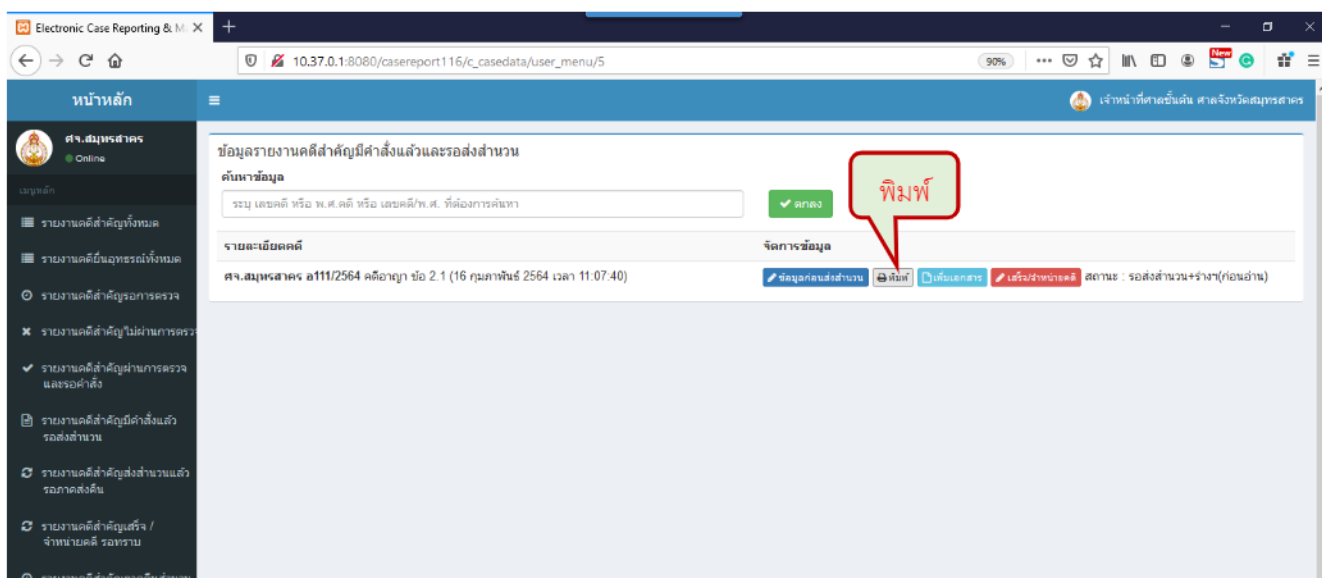 Electronic Case Reporting & M
10.37.0.1:8080/casereport116/c_casedata/user_menu/5
90%
New
หน้าหลัก
เจ้าหน้าที่ศาลชั้นต้น ศาลจังหวัดสมุทรสาคร
ศจ.สมุทรสาคร
Online
เมนูหลัก
รายงานคดีสำคัญทั้งหมด
รายงานคดียื่นอุทธรณ์ทั้งหมด
รายงานคดีสำคัญรอการตรวจ
รายงานคดีสำคัญไม่ผ่านการตรว
รายงานคดีสำคัญผ่านการตรวจ
และรอคำสั่ง
รายงานคดีสำคัญมีคำสั่งแล้ว
รอส่งสำนวน
รายงานคดีสำคัญส่งสำนวนแล้ว
รอภาคส่งคืน
รายงานคดีสำคัญเสร็จ /
จำหน่ายคดี รอทราบ
ข้อมูลรายงานคดีสำคัญมีคำสั่งแล้วและรอส่งสำนวน
ค้นหาข้อมูล
ระบุ เลขคดี หรือ พ.ศ.คดี หรือ เลขคดี/พ.ศ. ที่ต้องการค้นหา
ตกลง
พิมพ์
รายละเอียดคดี
จัดการข้อมูล
ศจ.สมุทรสาคร อ111/2564 คดีอาญา ข้อ 2.1 (16 กุมภาพันธ์ 2564 เวลา 11:07:40)
ข้อมูลก่อนส่งสำนวน พิมพ์ เพิ่มเอกสาร เสร็จ/จำหน่ายคดี สถานะ : รอส่งสำนวน+ร่างฯ(ก่อนอ่าน)